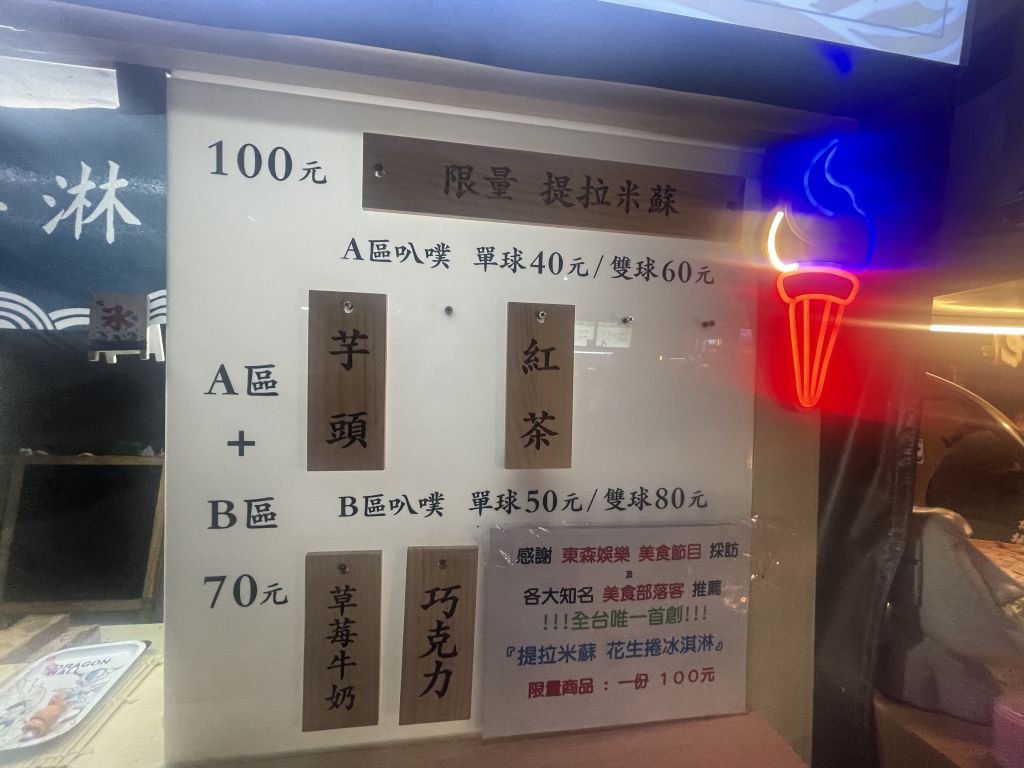 淋
永
100元
限量 提拉米蘇
A區叭噗 單球40元/雙球60元
芋頭
紅茶
A區
+
B區
70元
B區叭噗 單球50元/雙球80元
草莓牛奶
巧克力
感謝 東森娛樂 美食節目 採訪
及
各大知名 美食部落客 推薦
!!!全台唯一首創!!!
『提拉米蘇 花生捲冰淇淋』
限量商品：一份 100元
DRAGON
BALL